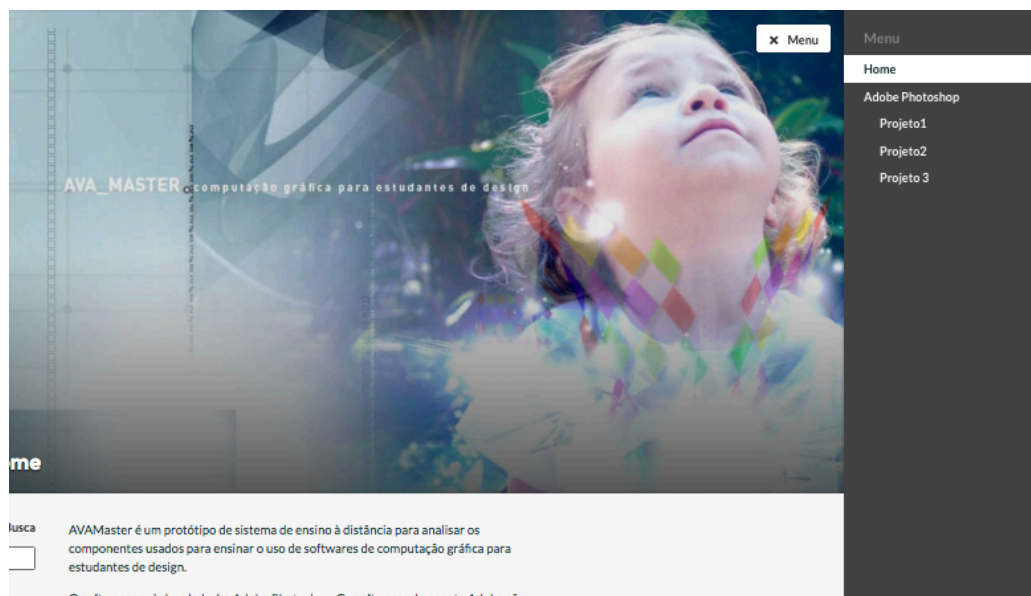 × Menu
AVA_MASTER computação gráfica para estudantes de design
ome
Busca
AVAMaster é um protótipo de sistema de ensino à distância para analisar os
componentes usados para ensinar o uso de softwares de computação gráfica para
estudantes de design.
Menu
Home
Adobe Photoshop
Projeto1
Projeto2
Projeto 3